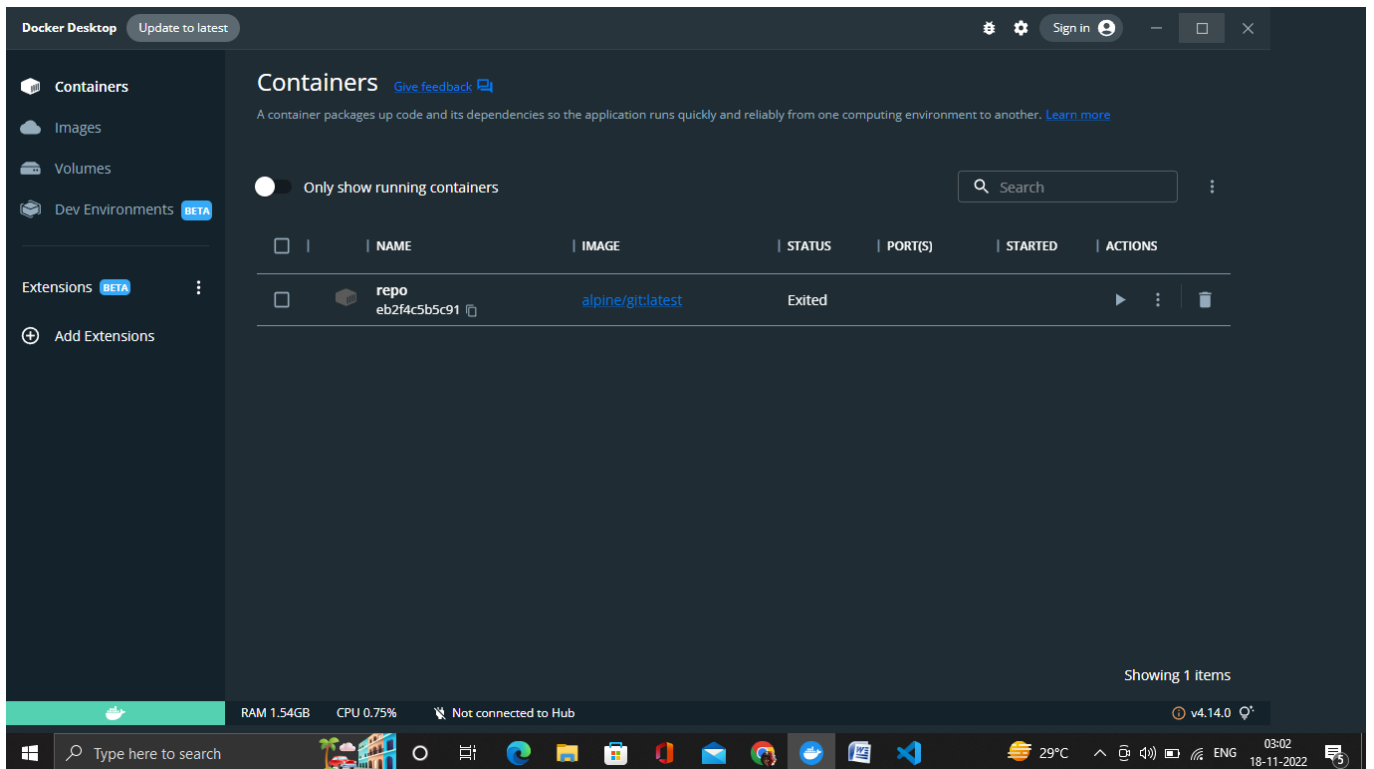 Docker Desktop Update to latest Sign in
Containers
Images
Volumes
Dev Environments BETA
Extensions BETA
Add Extensions
Containers Give feedback
A container packages up code and its dependencies so the application runs quickly and reliably from one computing environment to another. Learn more
Only show running containers Search
NAME IMAGE STATUS PORT(S) STARTED ACTIONS
repo
eb2f4c5b5c91 alpine/git:latest Exited
Showing 1 items
RAM 1.54GB CPU 0.75% Not connected to Hub v4.14.0
Type here to search 29°C ENG 03:02
18-11-2022 5